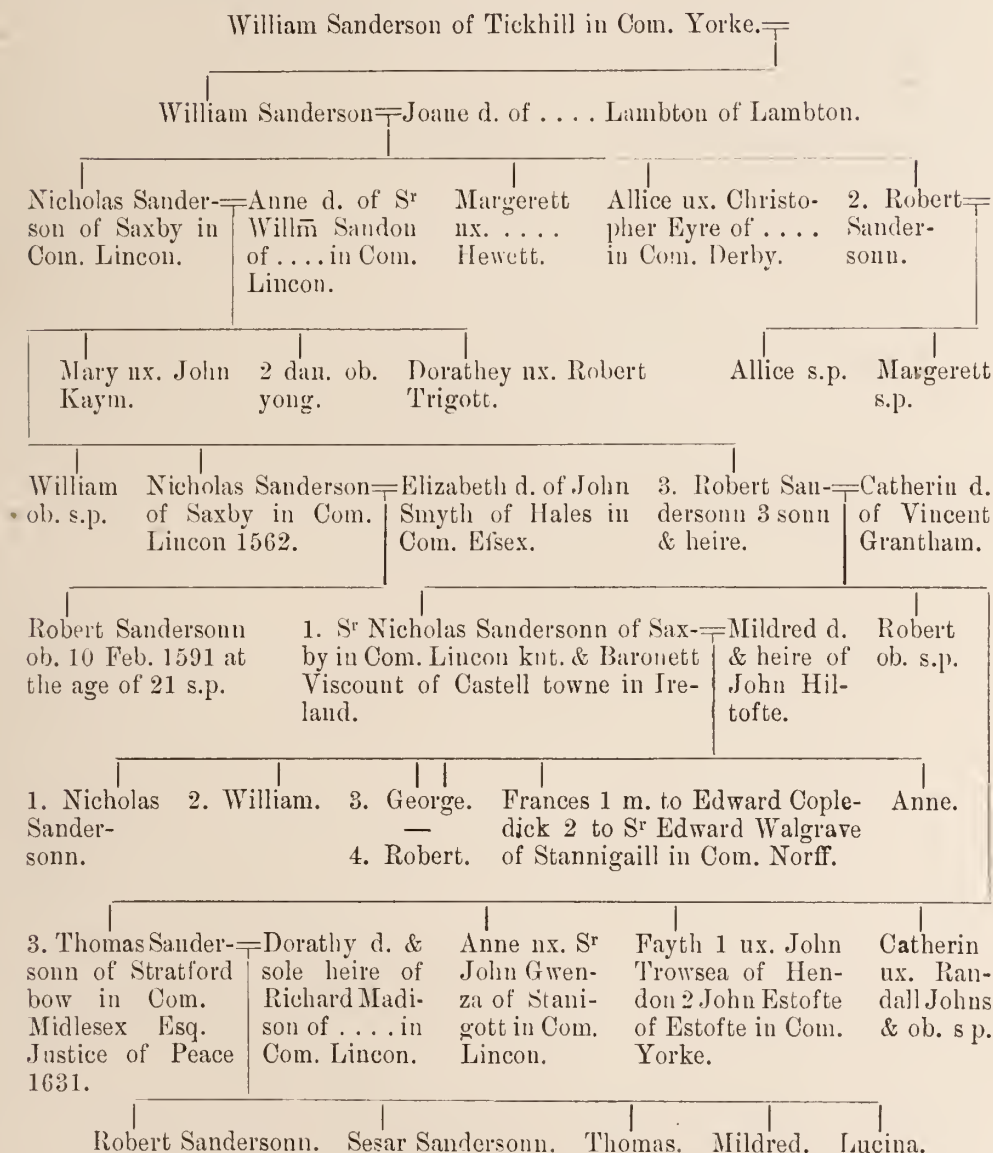 William Sanderson of Tickhill in Com. Yorke.
William Sanderson Joane d. of . . . . Lambton of Lambton.
Nicholas Sander-
son of Saxby in
Com. Lincon.
Anne d. of Sʳ
Willm̄ Sandon
of . . . . in Com.
Lincon.
Margerett
ux. . . . .
Hewett.
Allice ux. Christo-
pher Eyre of . . . .
in Com. Derby.
2. Robert
Sander-
sonn.
Mary ux. John
Kaym.
2 dau. ob.
yong.
Dorathey ux. Robert
Trigott.
Allice s.p.
Margerett
s.p.
William
ob. s.p.
Nicholas Sanderson
of Saxby in Com.
Lincon 1562.
Elizabeth d. of John
Smyth of Hales in
Com. Eſsex.
3. Robert San-
dersonn 3 sonn
& heire.
Catherin d.
of Vincent
Grantham.
Robert Sandersonn
ob. 10 Feb. 1591 at
the age of 21 s.p.
1. Sʳ Nicholas Sandersonn of Sax-
by in Com. Lincon knt. & Baronett
Viscount of Castell towne in Ire-
land.
Mildred d.
& heire of
John Hil-
tofte.
Robert
ob. s.p.
1. Nicholas
Sander-
sonn.
2. William.
3. George.
—
4. Robert.
Frances 1 m. to Edward Cople-
dick 2 to Sʳ Edward Walgrave
of Stannigaill in Com. Norff.
Anne.
3. Thomas Sander-
sonn of Stratford
bow in Com.
Midlesex Esq.
Justice of Peace
1631.
Dorathy d. &
sole heire of
Richard Madi-
son of . . . . in
Com. Lincon.
Anne ux. Sʳ
John Gwen-
za of Stani-
gott in Com.
Lincon.
Fayth 1 ux. John
Trowsea of Hen-
don 2 John Estofte
of Estofte in Com.
Yorke.
Catherin
ux. Ran-
dall Johns
& ob. s p.
Robert Sandersonn. Sesar Sandersonn. Thomas. Mildred. Lucina.